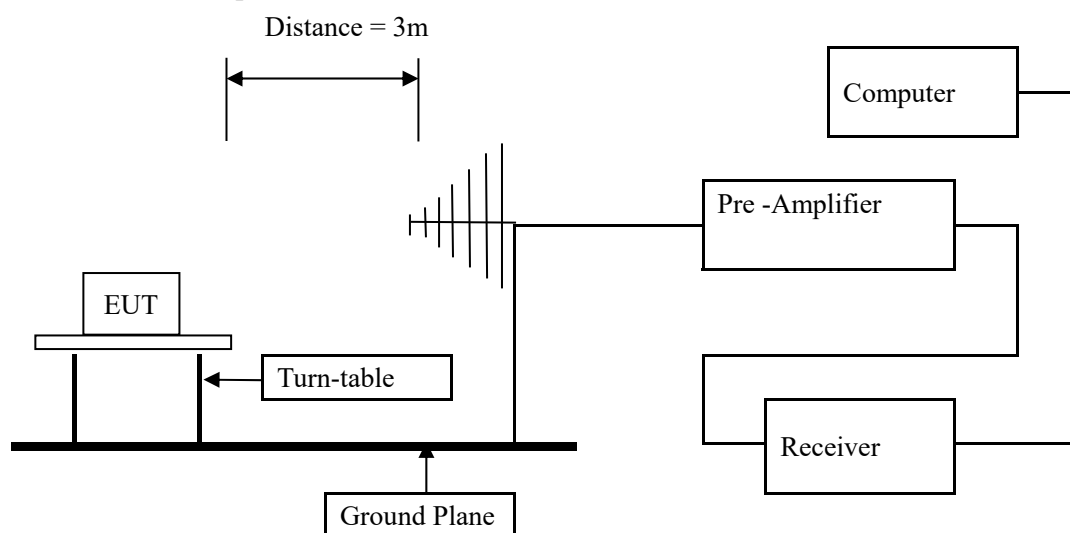 Distance = 3m
Computer
Pre -Amplifier
EUT
Turn-table
Receiver
Ground Plane